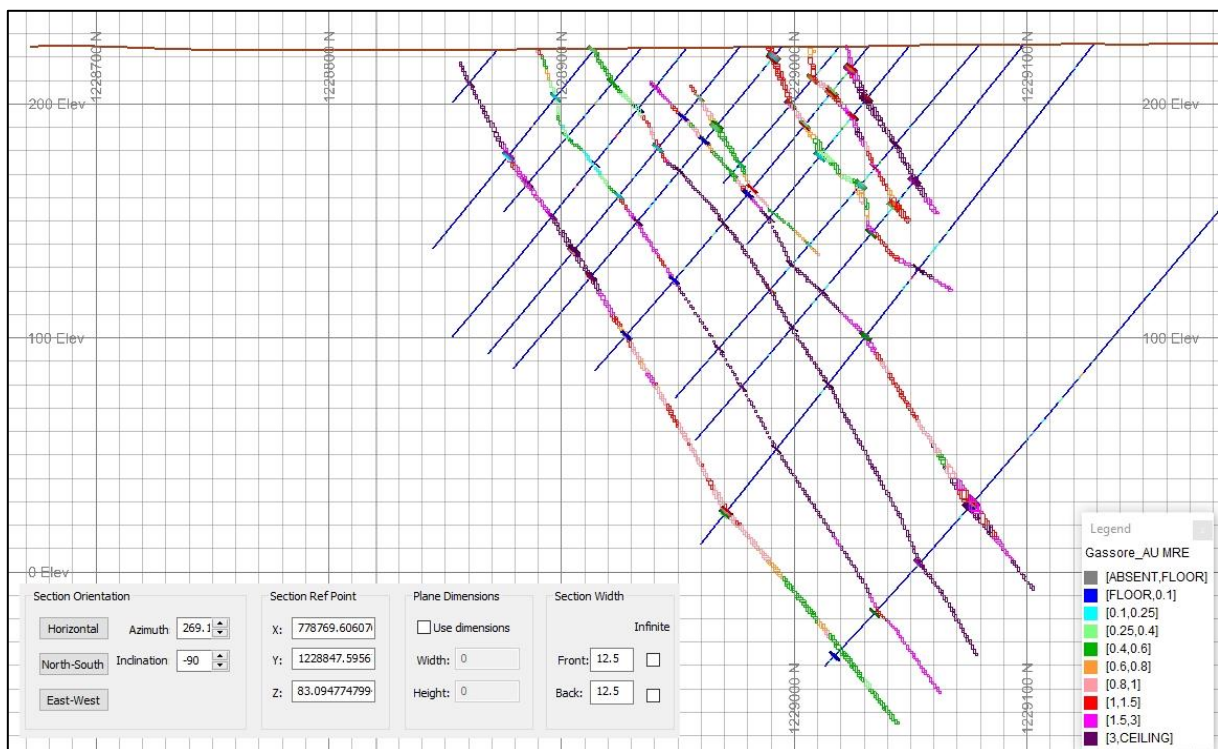 1228700 N
1228800 N
1228900 N
1229000 N
1229100 N
200 Elev
200 Elev
100 Elev
100 Elev
0 Elev
1229000 N
1229100 N
Section Orientation
Horizontal
Azimuth:
269.1
North-South
Inclination:
-90
East-West
Section Ref Point
X: 778769.60607
Y: 1228847.5956
Z: 83.094774799
Plane Dimensions
Use dimensions
Width: 0
Height: 0
Section Width
Infinite
Front: 12.5
Back: 12.5
Legend
Gassore_AU MRE
[ABSENT,FLOOR]
[FLOOR,0.1]
[0.1,0.25]
[0.25,0.4]
[0.4,0.6]
[0.6,0.8]
[0.8,1]
[1,1.5]
[1.5,3]
[3,CEILING]